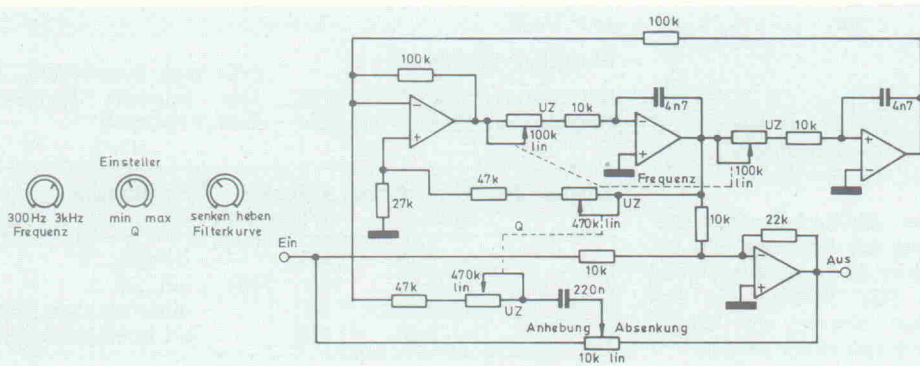 100k
100k
4n7
4n7
UZ
10k
UZ
10k
100k
lin
100k
lin
Frequenz
Einsteller
47k
UZ
470k lin
27k
10k
22k
300Hz 3kHz
Frequenz
min max
Q
senken heben
Filterkurve
Ein
Q
10k
Aus
470k
lin
47k
UZ
220n
Anhebung
Absenkung
10k lin